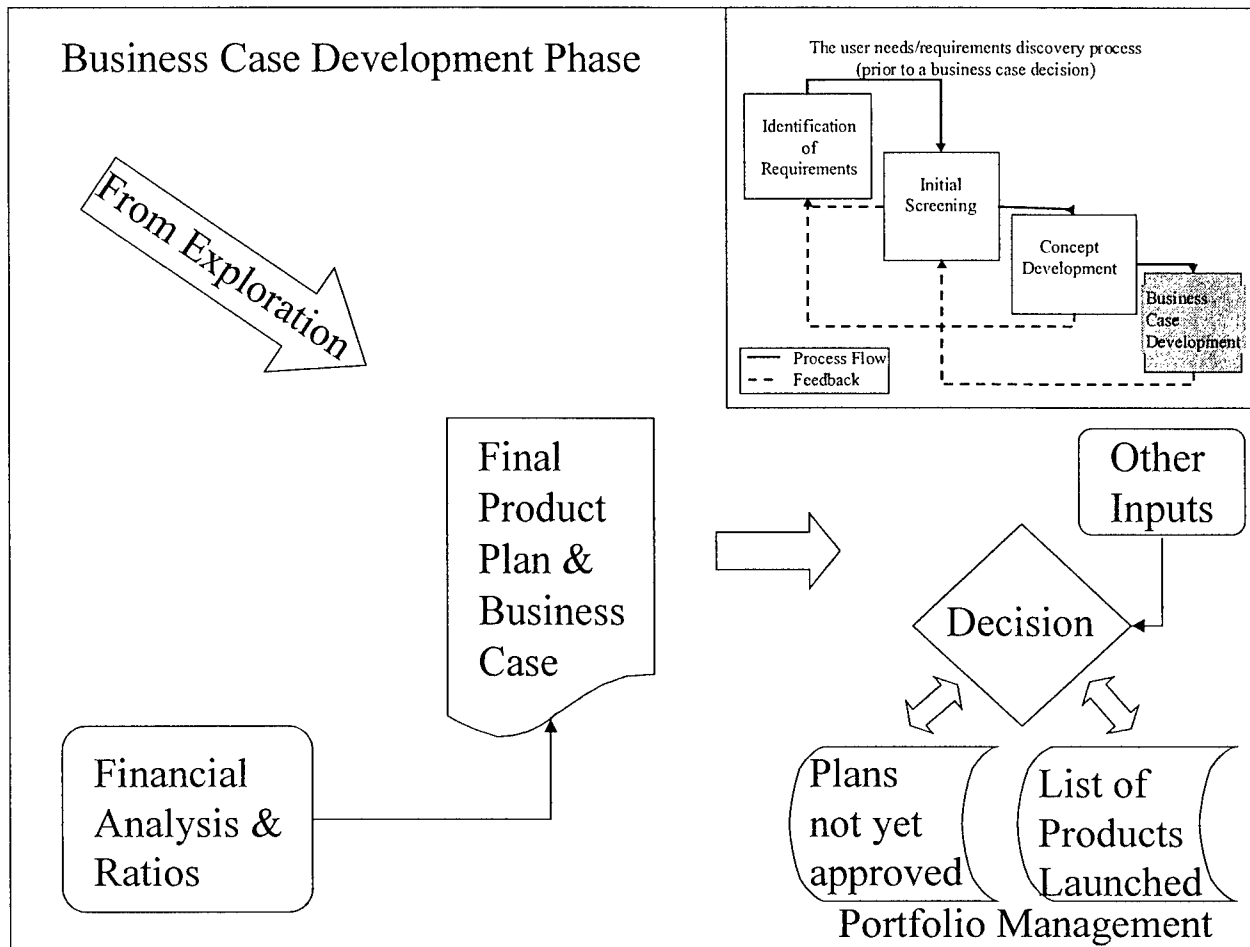 Business Case Development Phase
The user needs/requirements discovery process
(prior to a business case decision)
Identification
of
Requirements
Initial
Screening
Concept
Development
Business
Case
Development
Process Flow
Feedback
From Exploration
Final
Product
Plan &
Business
Case
Other
Inputs
Decision
Financial
Analysis &
Ratios
Plans
not yet
approved
List of
Products
Launched
Portfolio Management